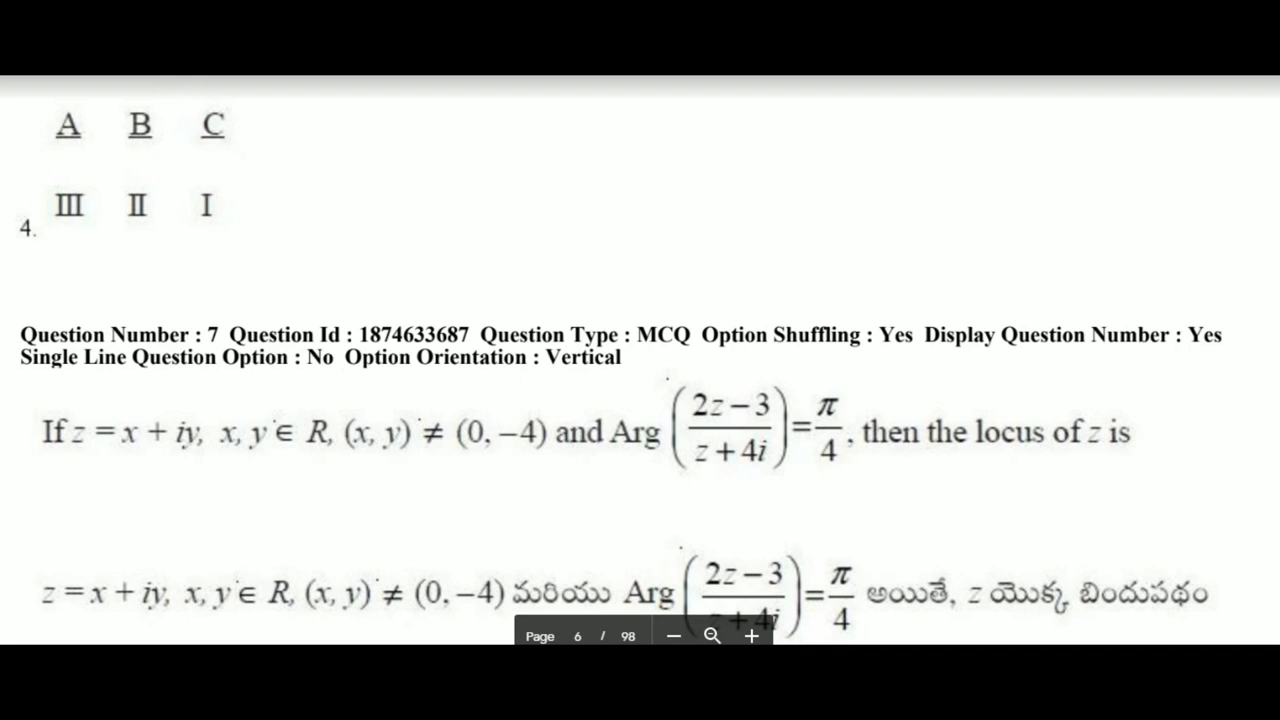 A B C
III II I
4.
Question Number : 7 Question Id : 1874633687 Question Type : MCQ Option Shuffling : Yes Display Question Number : Yes
Single Line Question Option : No Option Orientation : Vertical
If z = x + iy, x, y ∈ R, (x, y) ≠ (0, −4) and Arg ((2z − 3)/(z + 4i)) = π/4, then the locus of z is
z = x + iy, x, y ∈ R, (x, y) ≠ (0, −4) మరియు Arg ((2z − 3)/(z + 4i)) = π/4 అయితే, z యొక్క బిందుపథం
Page 6 / 98 — +